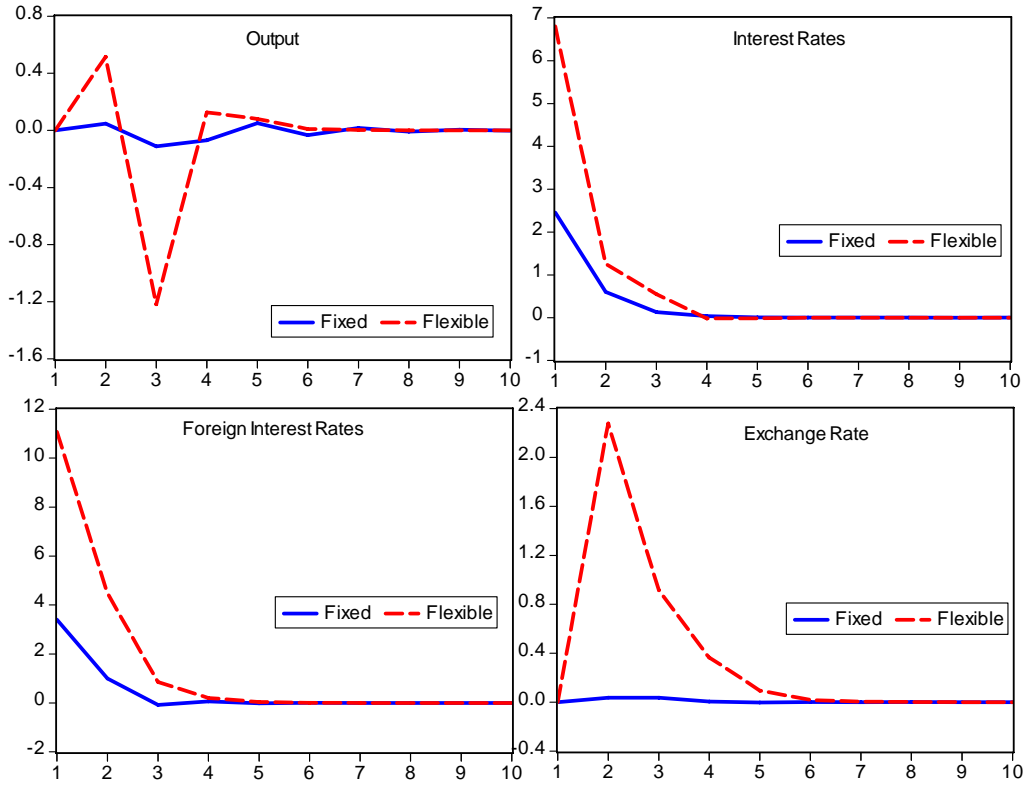 Output
0.8
0.4
0.0
-0.4
-0.8
-1.2
-1.6
Fixed Flexible
1 2 3 4 5 6 7 8 9 10
Interest Rates
7
6
5
4
3
2
1
0
-1
Fixed Flexible
1 2 3 4 5 6 7 8 9 10
Foreign Interest Rates
12
10
8
6
4
2
0
-2
Fixed Flexible
1 2 3 4 5 6 7 8 9 10
Exchange Rate
2.4
2.0
1.6
1.2
0.8
0.4
0.0
-0.4
Fixed Flexible
1 2 3 4 5 6 7 8 9 10